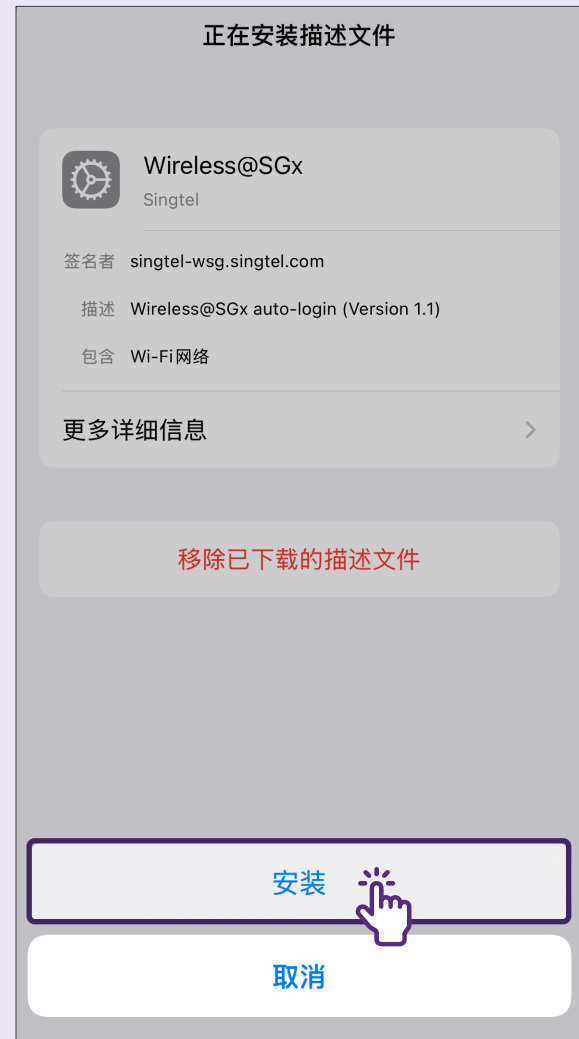 正在安装描述文件
Wireless@SGx
Singtel
签名者 singtel-wsg.singtel.com
描述 Wireless@SGx auto-login (Version 1.1)
包含 Wi-Fi网络
更多详细信息
移除已下载的描述文件
安装
取消